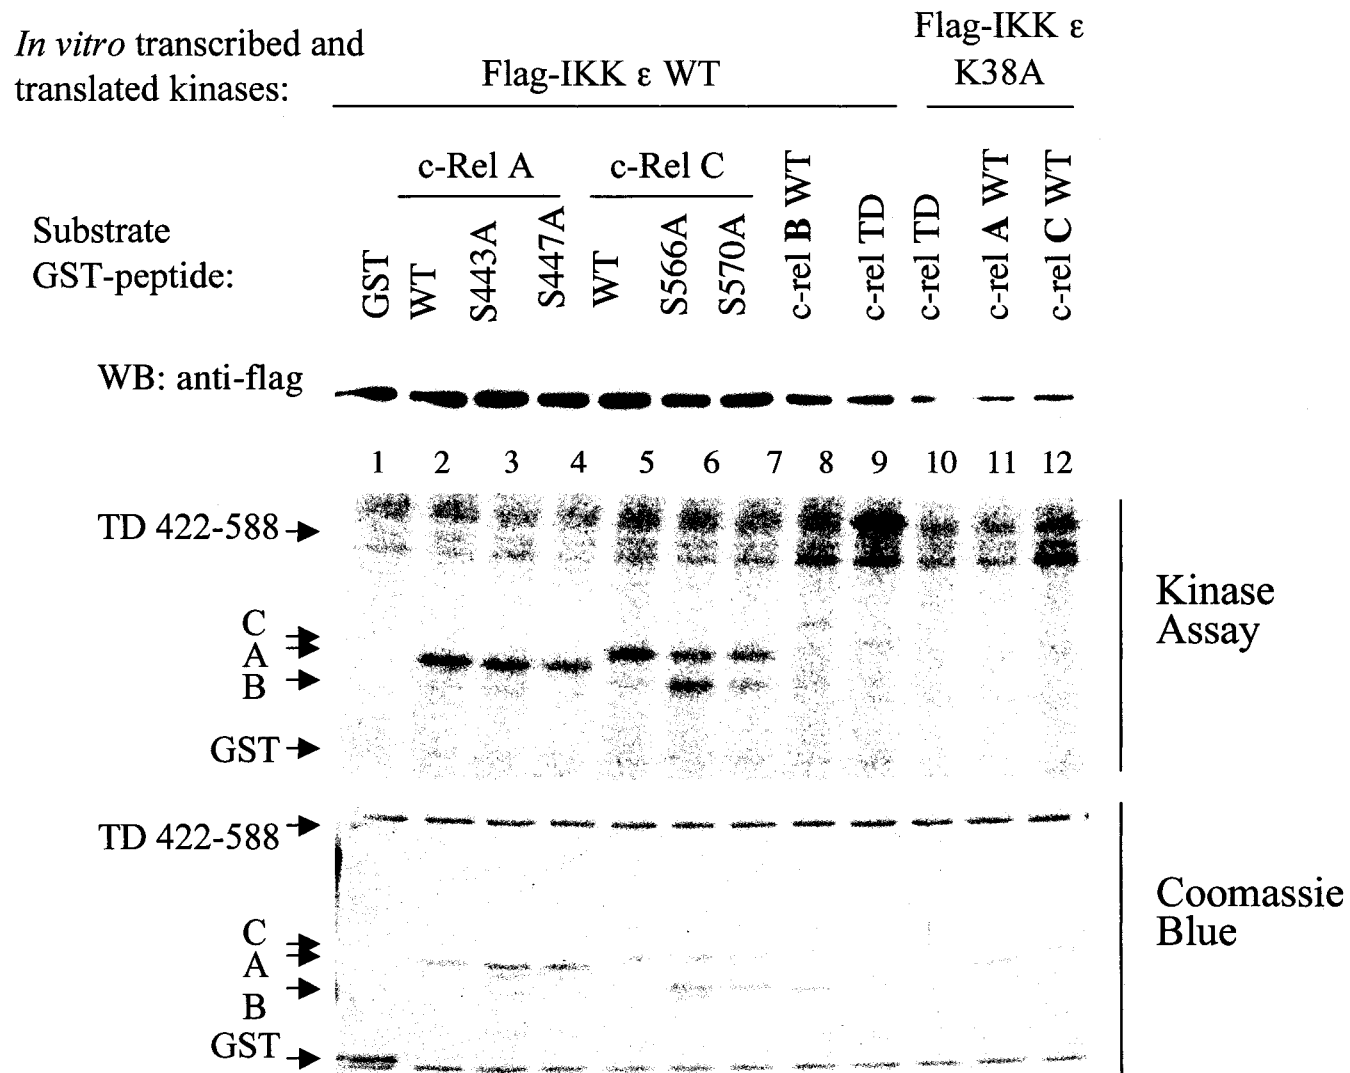 In vitro transcribed and
translated kinases:
Flag-IKK ε WT
Flag-IKK ε
K38A
c-Rel A
c-Rel C
Substrate
GST-peptide:
GST
WT
S443A
S447A
WT
S566A
S570A
c-rel B WT
c-rel TD
c-rel TD
c-rel A WT
c-rel C WT
WB: anti-flag
1 2 3 4 5 6 7 8 9 10 11 12
TD 422-588
C
A
B
GST
Kinase
Assay
TD 422-588
C
A
B
GST
Coomassie
Blue